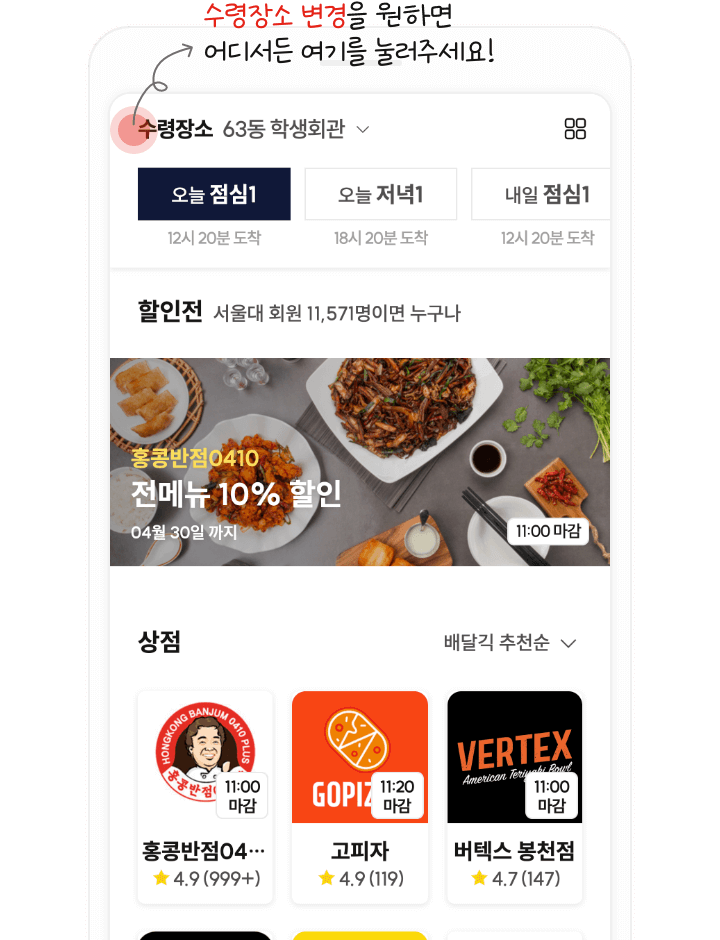 수령장소 변경을 원하면
어디서든 여기를 눌러주세요!
수령장소 63동 학생회관
오늘 점심1 오늘 저녁1 내일 점심1
12시 20분 도착 18시 20분 도착 12시 20분 도착
할인전 서울대 회원 11,571명이면 누구나
홍콩반점0410
전메뉴 10% 할인
04월 30일 까지
11:00 마감
상점 배달긱 추천순
HONGKONG BANJUM 0410 PLUS
홍콩반점
11:00
마감
GOPIZ
11:20
마감
VERTEX
American Teriyaki Bowl
11:00
마감
홍콩반점04… 고피자 버텍스 봉천점
4.9 (999+) 4.9 (119) 4.7 (147)